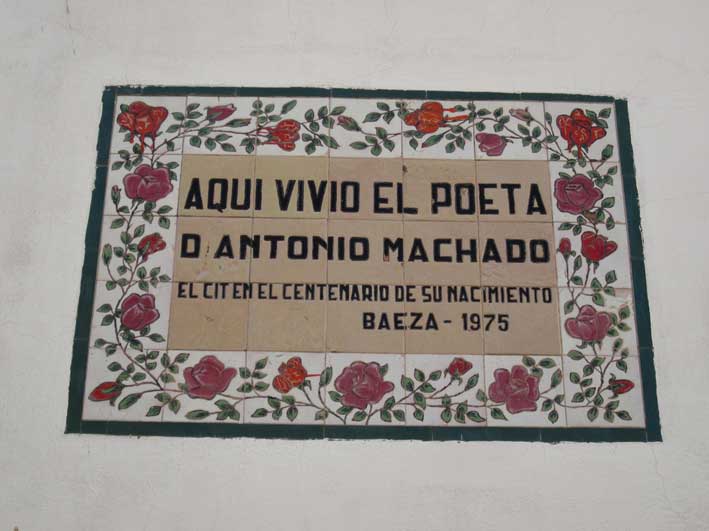 AQUI VIVIO EL POETA
D ANTONIO MACHADO
EL CIT EN EL CENTENARIO DE SU NACIMIENTO
BAEZA - 1975